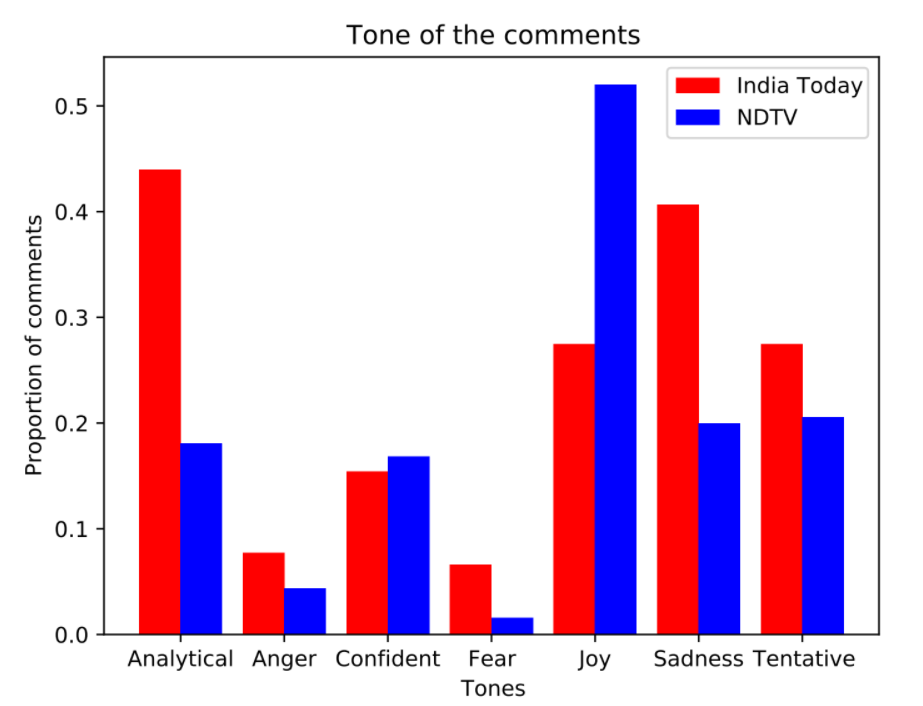 Tone of the comments
India Today
NDTV
Proportion of comments
0.5
0.4
0.3
0.2
0.1
0.0
Analytical Anger Confident Fear Joy Sadness Tentative
Tones